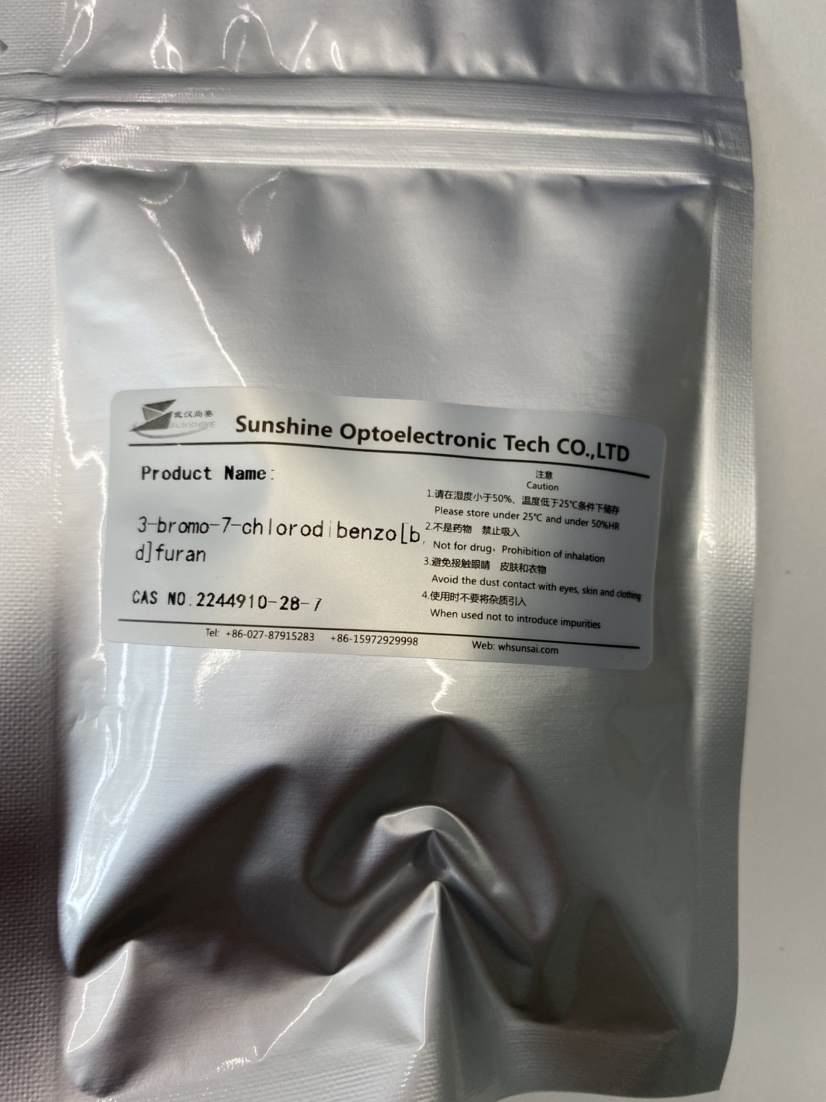 武汉尚赛
SUNSHINE
Sunshine Optoelectronic Tech CO.,LTD
Product Name:
3-bromo-7-chlorodibenzo[b,
d]furan
CAS NO.2244910-28-7
注意
Caution
1.请在湿度小于50%、温度低于25℃条件下储存
Please store under 25℃ and under 50%HR
2.不是药物 禁止吸入
Not for drug, Prohibition of inhalation
3.避免接触眼睛 皮肤和衣物
Avoid the dust contact with eyes, skin and clothing
4.使用时不要将杂质引入
When used not to introduce impurities
Tel: +86-027-87915283 +86-15972929998 Web: whsunsai.com